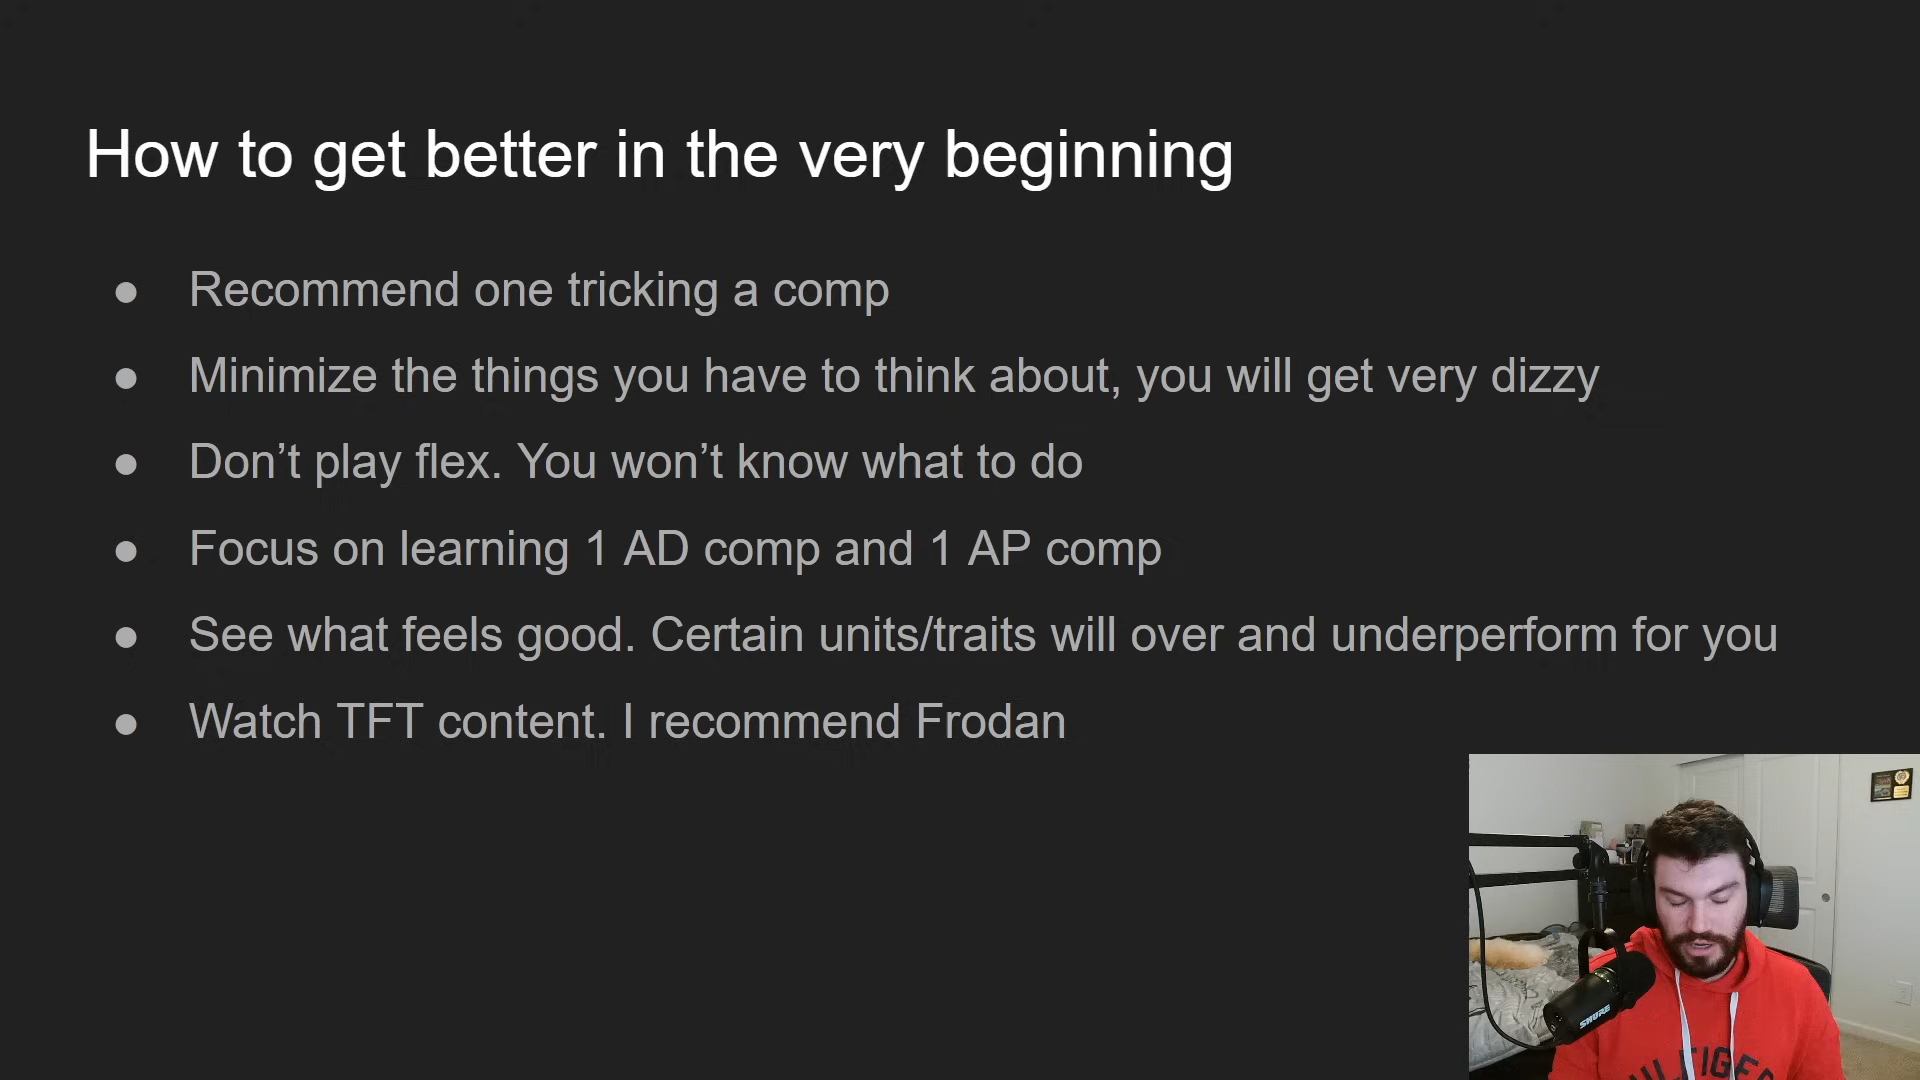 How to get better in the very beginning
● Recommend one tricking a comp
● Minimize the things you have to think about, you will get very dizzy
● Don’t play flex. You won’t know what to do
● Focus on learning 1 AD comp and 1 AP comp
● See what feels good. Certain units/traits will over and underperform for you
● Watch TFT content. I recommend Frodan
SHURE